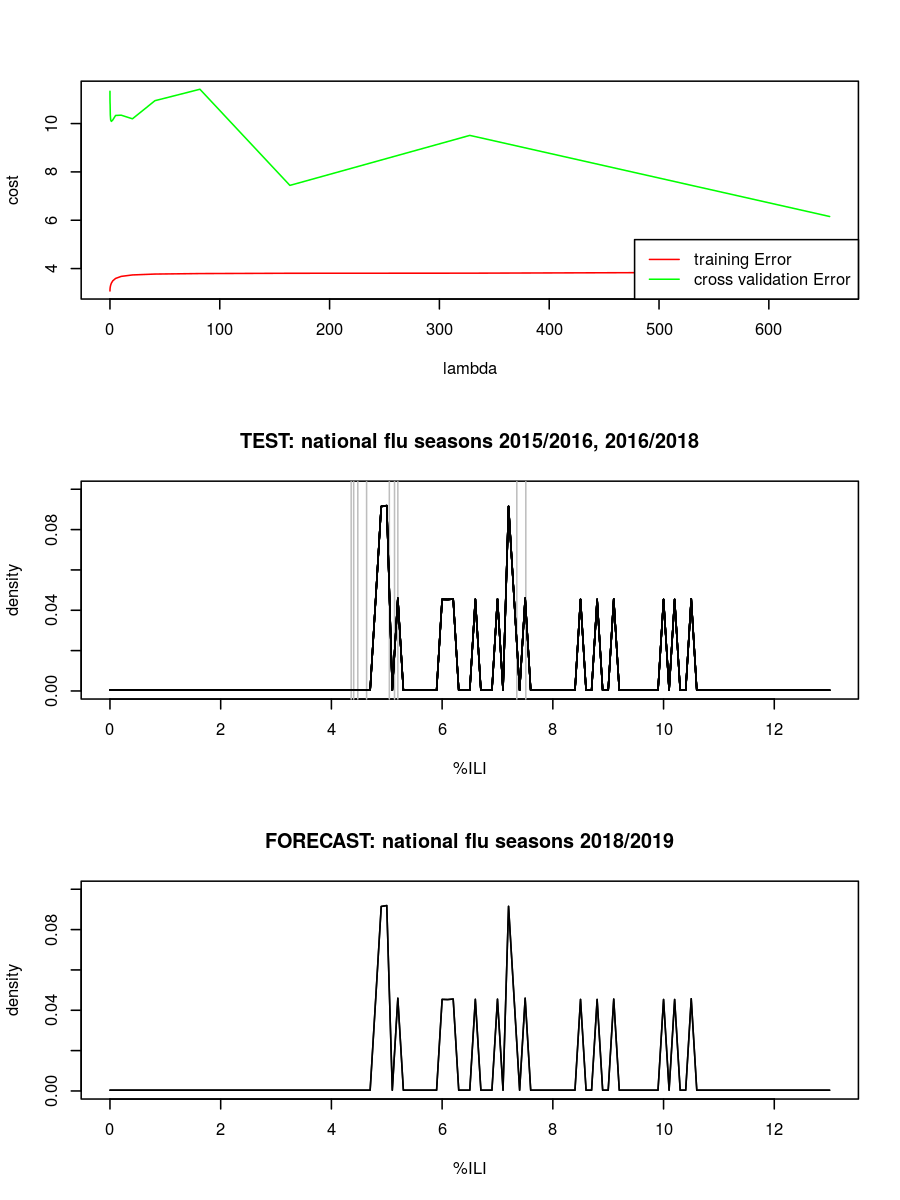 10
8
6
4
cost
training Error
cross validation Error
0 100 200 300 400 500 600
lambda
TEST: national flu seasons 2015/2016, 2016/2018
0.08
0.04
0.00
density
0 2 4 6 8 10 12
%ILI
FORECAST: national flu seasons 2018/2019
0.08
0.04
0.00
density
0 2 4 6 8 10 12
%ILI